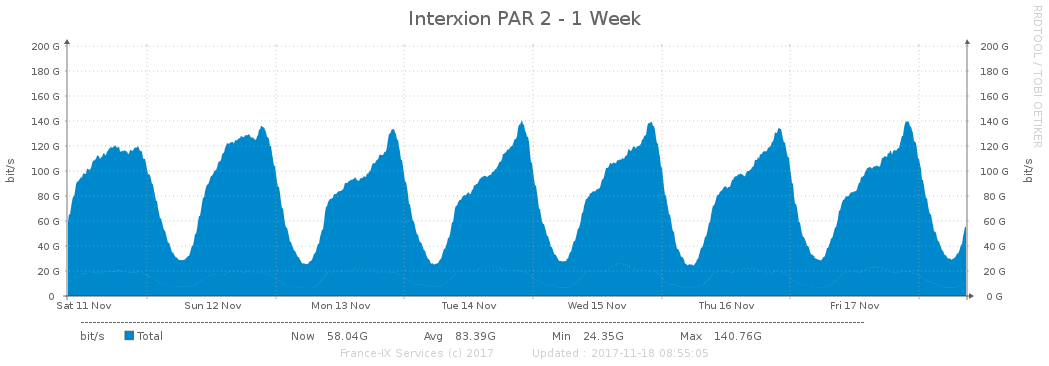 Interxion PAR 2 - 1 Week
RRDTOOL / TOBI OETIKER
200 G 200 G
180 G 180 G
160 G 160 G
140 G 140 G
120 G 120 G
100 G 100 G
80 G 80 G
60 G 60 G
40 G 40 G
20 G 20 G
0 0 G
bit/s
bit/s
Sat 11 Nov Sun 12 Nov Mon 13 Nov Tue 14 Nov Wed 15 Nov Thu 16 Nov Fri 17 Nov
bit/s Total Now 58.04G Avg 83.39G Min 24.35G Max 140.76G
France-IX Services (c) 2017 Updated : 2017-11-18 08:55:05